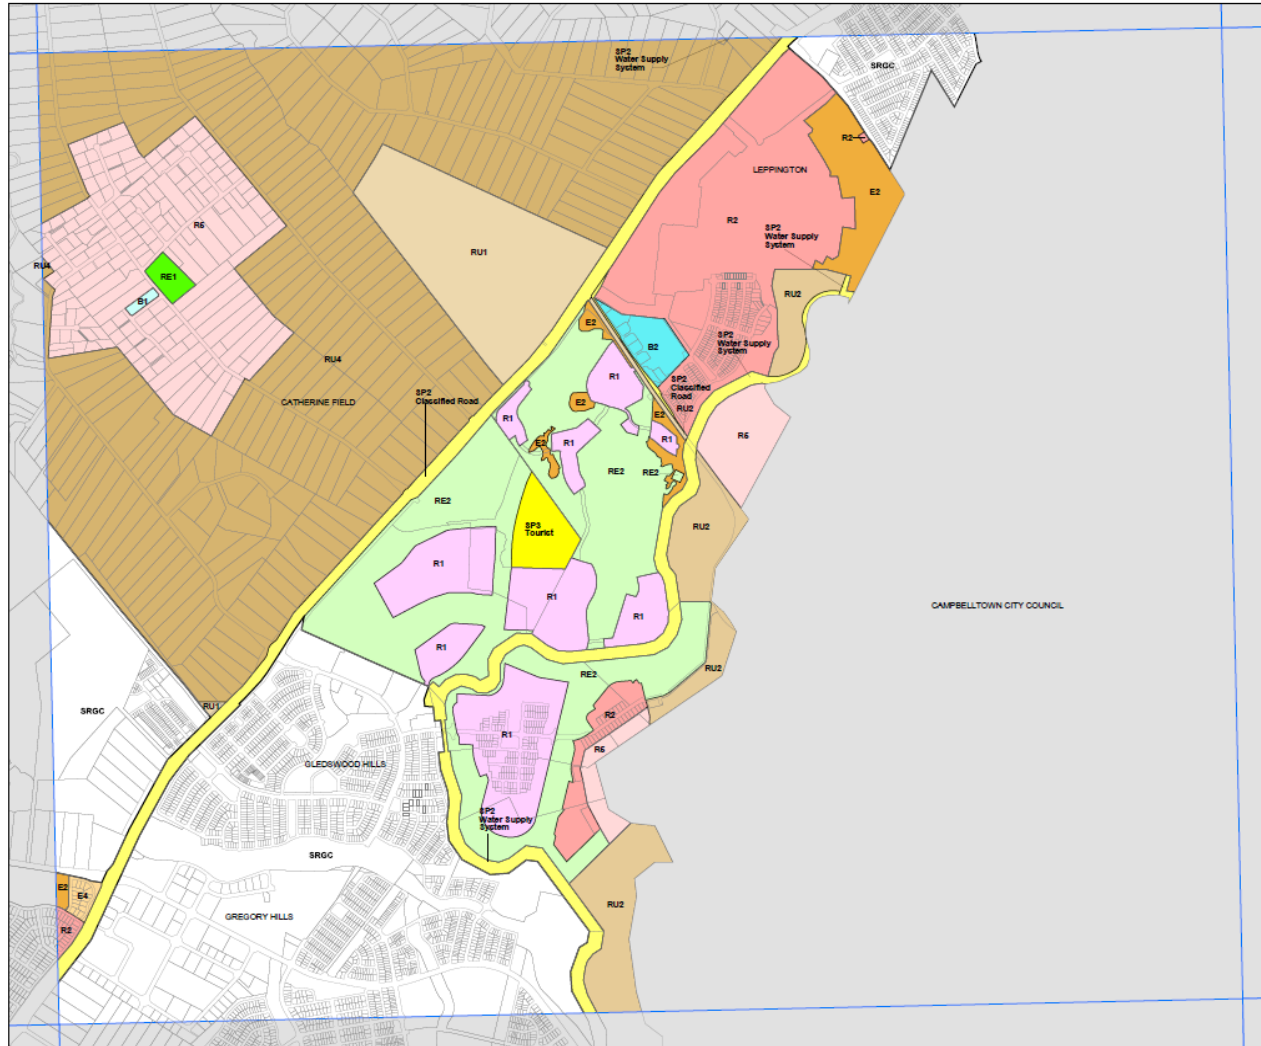 SP2
Water Supply
System
SRGC
R2
LEPPINGTON
E2
R5
R2
SP2
Water Supply
System
RU1
RU4
RE1
RU2
B1
E2
SP2
Water Supply
System
B2
RU4
R1
SP2
Classified Road
SP2
Classified
Road
CATHERINE FIELD
E2
RU2
E2
R1
R5
E2
R1
R1
RE2
RE2
RE2
SP3
Tourist
RU2
R1
R1
CAMPBELLTOWN CITY COUNCIL
R1
R1
RU2
RE2
RU1
SRGC
R2
R1
R5
GLEDSWOOD HILLS
SP2
Water Supply
System
SRGC
E2
E4
RU2
GREGORY HILLS
R2